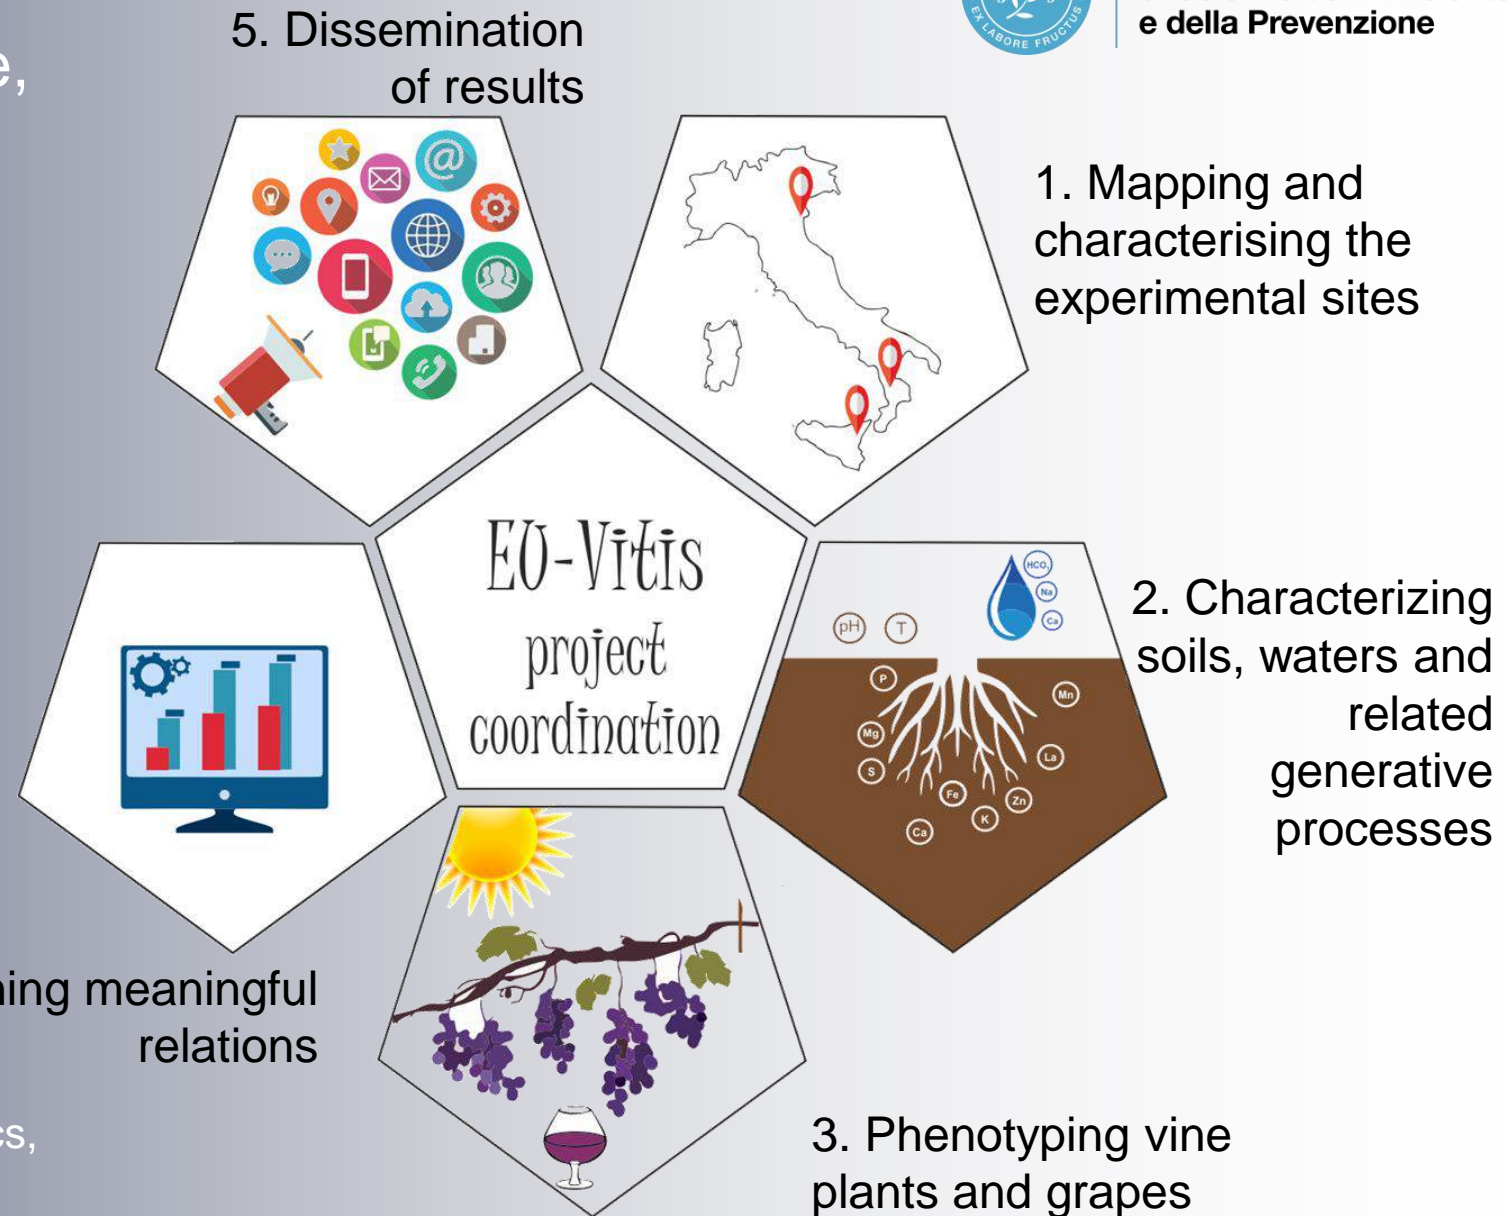 5. Dissemination
of results
e,
EX LABORE FRUCTUS
e della Prevenzione
1. Mapping and
characterising the
experimental sites
@
EU-Vitis
project
coordination
HCO₃
Na
Ca
pH
T
P
Mg
S
Ca
Fe
K
Zn
La
Mn
2. Characterizing
soils, waters and
related
generative
processes
ing meaningful
relations
cs,
3. Phenotyping vine
plants and grapes